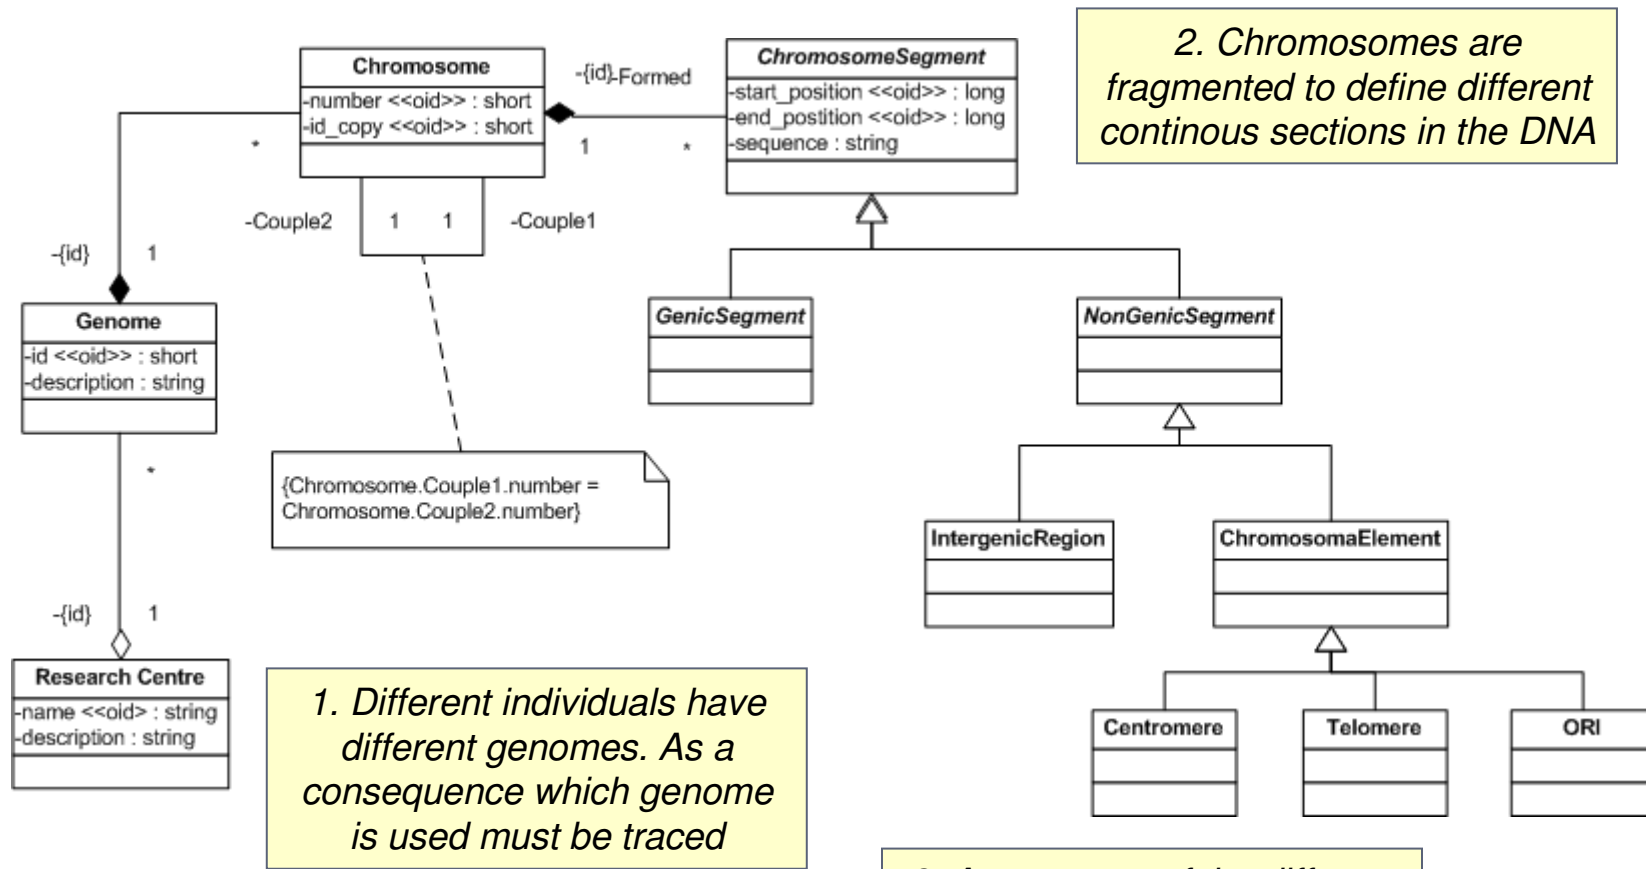 Chromosome
-number <<oid>> : short
-id_copy <<oid>> : short
-{id}
-Formed
1
*
ChromosomeSegment
-start_position <<oid>> : long
-end_postition <<oid>> : long
-sequence : string
2. Chromosomes are
fragmented to define different
continous sections in the DNA
*
-Couple2
1
1
-Couple1
-{id}
1
Genome
-id <<oid>> : short
-description : string
GenicSegment
NonGenicSegment
*
{Chromosome.Couple1.number =
Chromosome.Couple2.number}
IntergenicRegion
ChromosomaElement
-{id}
1
Research Centre
-name <<oid> : string
-description : string
1. Different individuals have
different genomes. As a
consequence which genome
is used must be traced
Centromere
Telomere
ORI